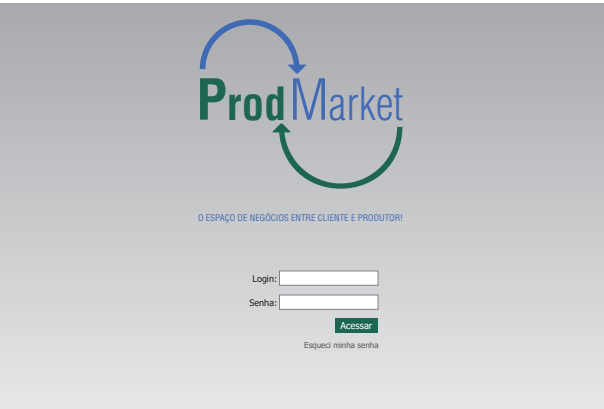 ProdMarket
O ESPAÇO DE NEGÓCIOS ENTRE CLIENTE E PRODUTOR!
Login:
Senha:
Acessar
Esqueci minha senha